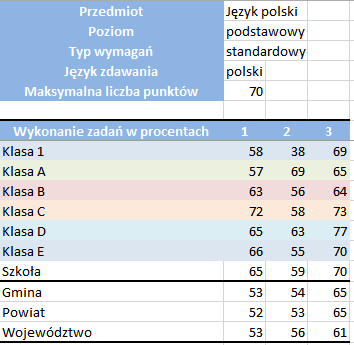 Przedmiot Język polski
Poziom podstawowy
Typ wymagań standardowy
Język zdawania polski
Maksymalna liczba punktów 70
Wykonanie zadań w procentach 1 2 3
Klasa 1 58 38 69
Klasa A 57 69 65
Klasa B 63 56 64
Klasa C 72 58 73
Klasa D 65 63 77
Klasa E 66 55 70
Szkoła 65 59 70
Gmina 53 54 65
Powiat 52 53 65
Województwo 53 56 61